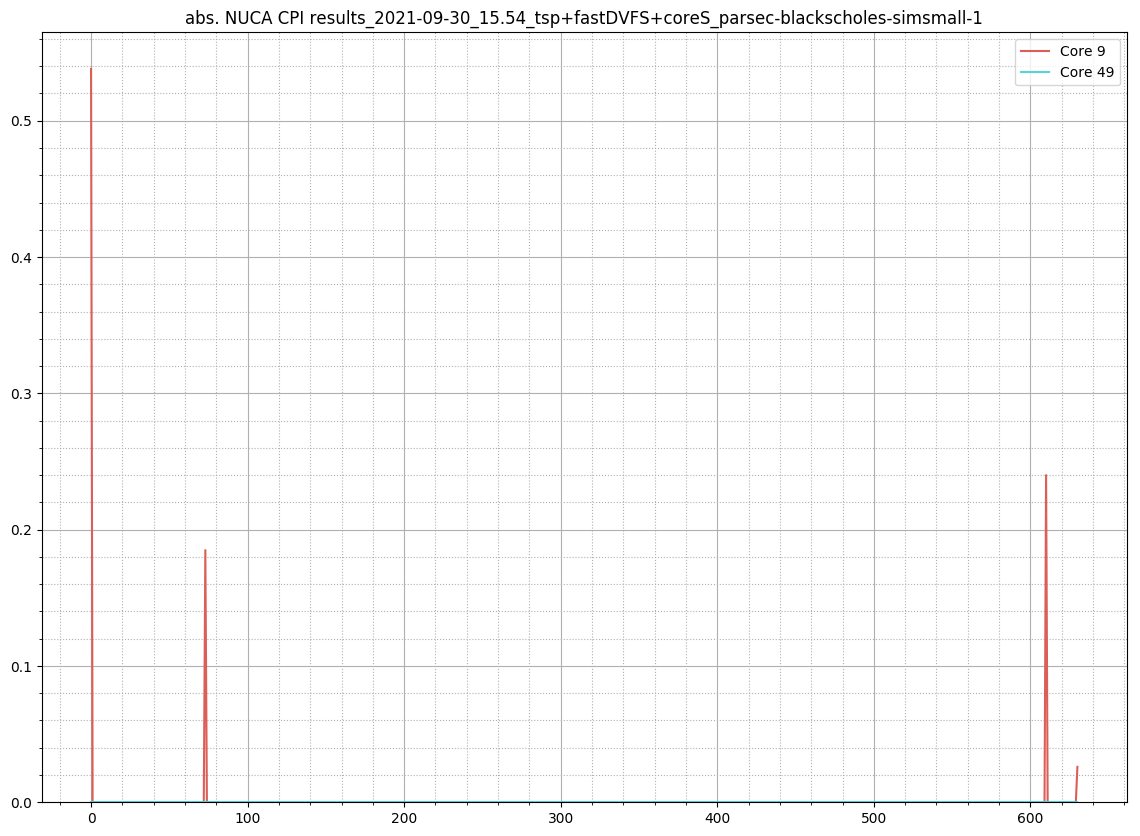 abs. NUCA CPI results_2021-09-30_15.54_tsp+fastDVFS+coreS_parsec-blackscholes-simsmall-1
Core 9
Core 49
0.5
0.4
0.3
0.2
0.1
0.0
0 100 200 300 400 500 600